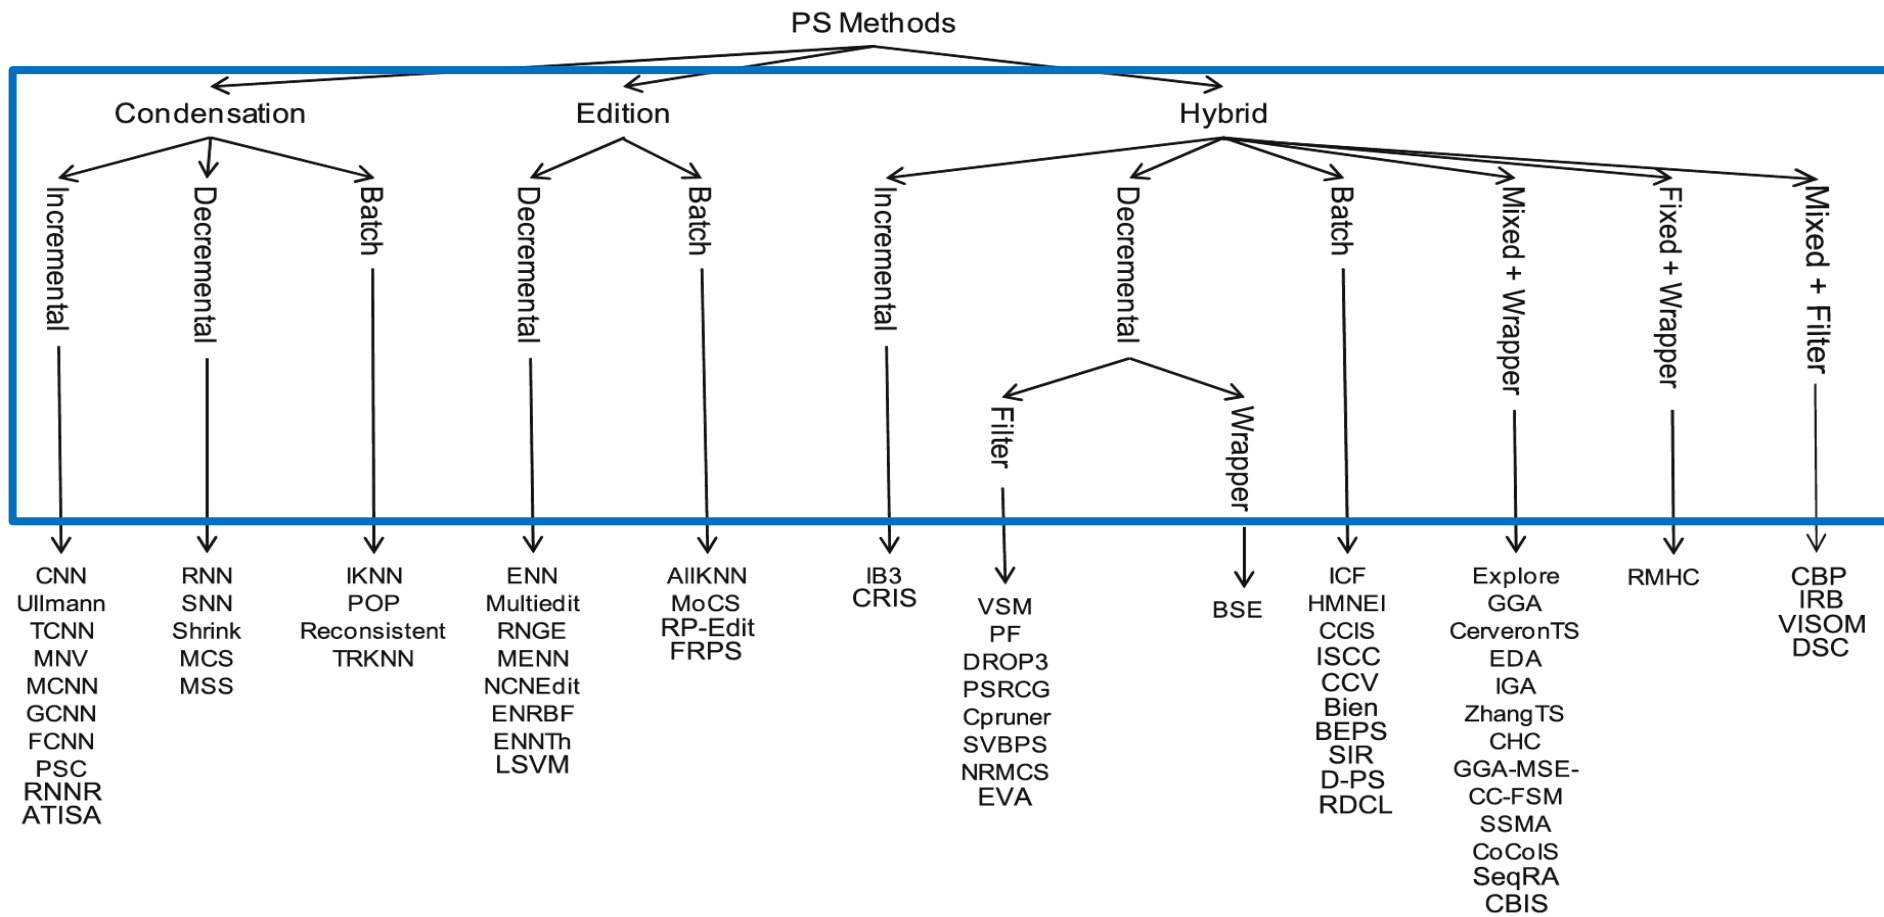 PS Methods
Condensation
Edition
Hybrid
Incremental
Decremental
Batch
Decremental
Batch
Incremental
Decremental
Batch
Mixed + Wrapper
Fixed + Wrapper
Mixed + Filter
Filter
Wrapper
CNN
Ullmann
TCNN
MNV
MCNN
GCNN
FCNN
PSC
RNNR
ATISA
RNN
SNN
Shrink
MCS
MSS
IKNN
POP
Reconsistent
TRKNN
ENN
Multiedit
RNGE
MENN
NCNEdit
ENRBF
ENNTh
LSVM
AllKNN
MoCS
RP-Edit
FRPS
IB3
CRIS
VSM
PF
DROP3
PSRCG
Cpruner
SVBPS
NRMCS
EVA
BSE
ICF
HMNEI
CCIS
ISCC
CCV
Bien
BEPS
SIR
D-PS
RDCL
Explore
GGA
CerveronTS
EDA
IGA
ZhangTS
CHC
GGA-MSE-
CC-FSM
SSMA
CoCoIS
SeqRA
CBIS
RMHC
CBP
IRB
VISOM
DSC